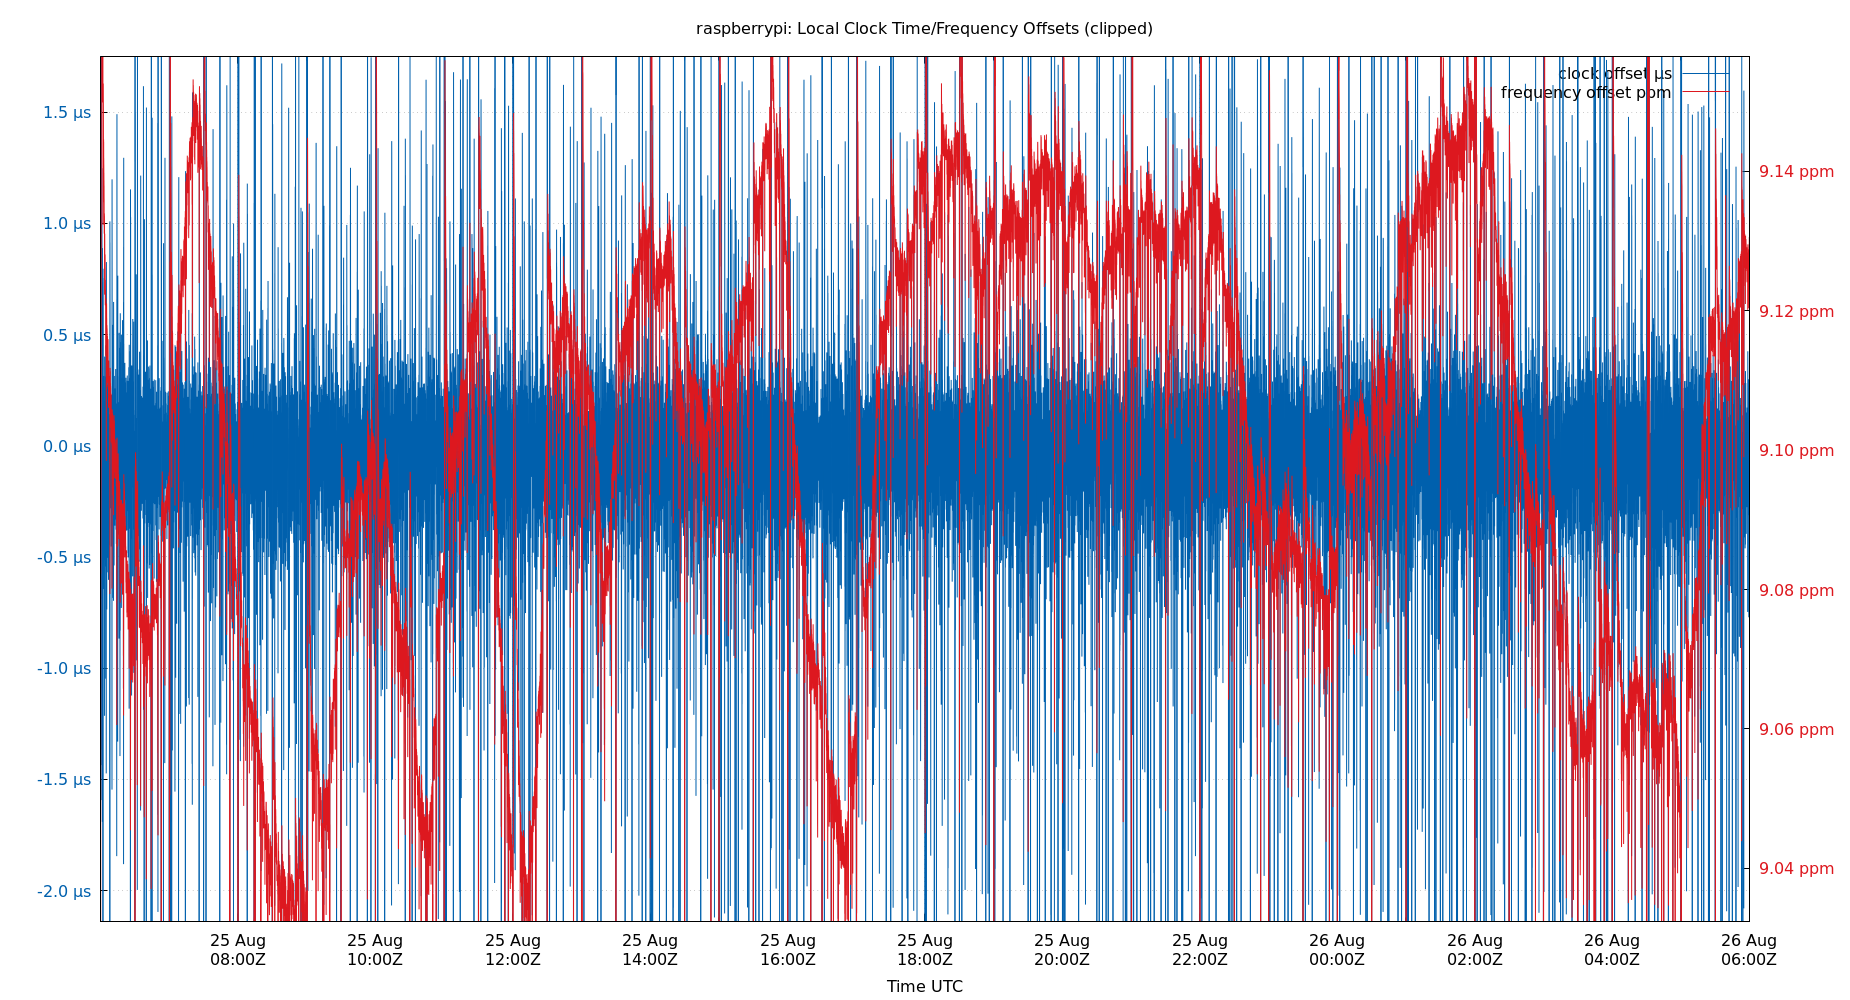 raspberrypi: Local Clock Time/Frequency Offsets (clipped)
clock offset µs
frequency offset ppm
1.5 µs
1.0 µs
0.5 µs
0.0 µs
-0.5 µs
-1.0 µs
-1.5 µs
-2.0 µs
9.14 ppm
9.12 ppm
9.10 ppm
9.08 ppm
9.06 ppm
9.04 ppm
25 Aug 25 Aug 25 Aug 25 Aug 25 Aug 25 Aug 25 Aug 25 Aug 26 Aug 26 Aug 26 Aug 26 Aug
08:00Z 10:00Z 12:00Z 14:00Z 16:00Z 18:00Z 20:00Z 22:00Z 00:00Z 02:00Z 04:00Z 06:00Z
Time UTC